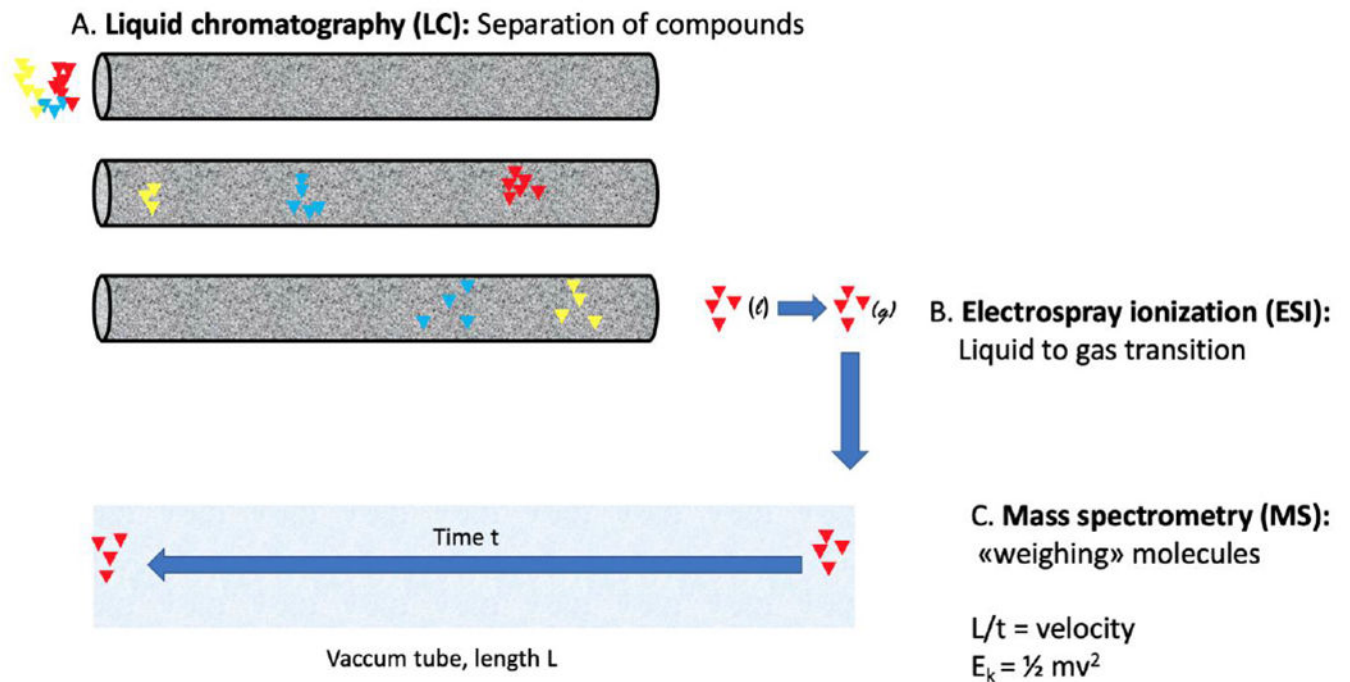 A. Liquid chromatography (LC): Separation of compounds
(ℓ)
(g)
B. Electrospray ionization (ESI):
Liquid to gas transition
C. Mass spectrometry (MS):
«weighing» molecules
Time t
L/t = velocity
Vaccum tube, length L
Eₖ = ½ mv²